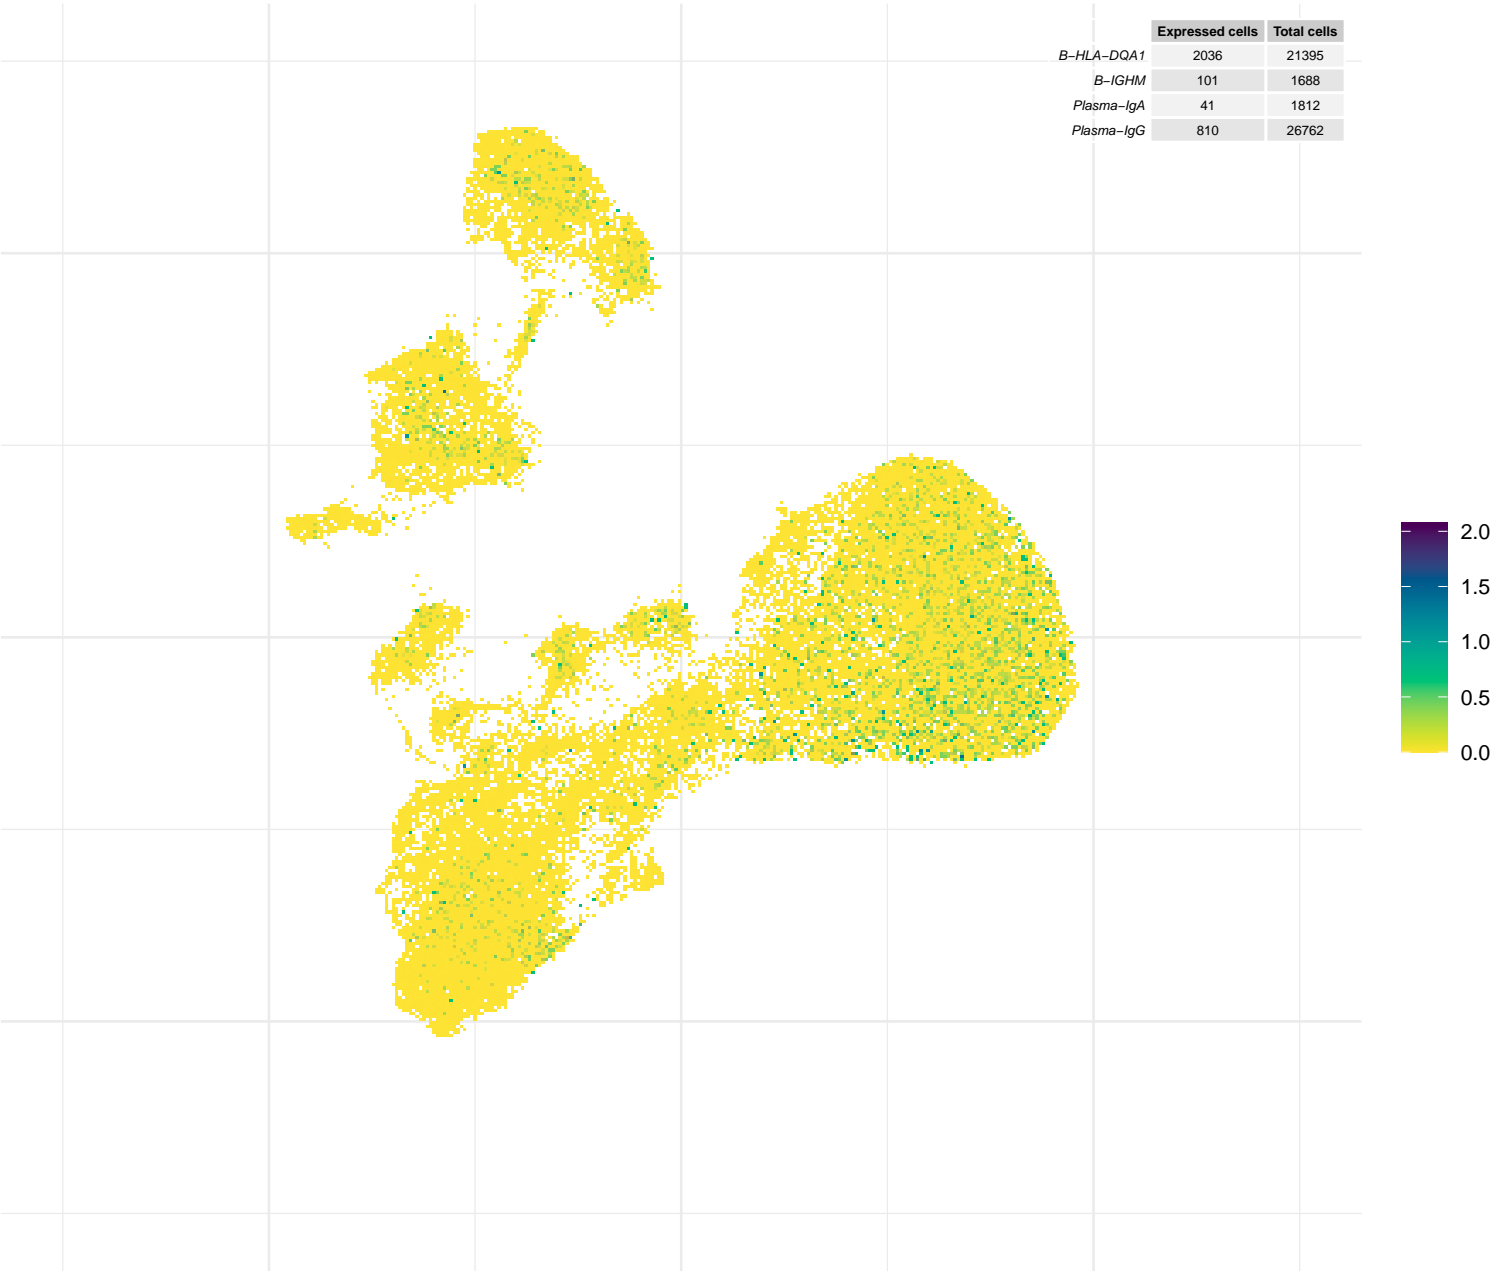 Expressed cells Total cells
B−HLA−DQA1 2036 21395
B−IGHM 101 1688
Plasma−IgA 41 1812
Plasma−IgG 810 26762
2.0
1.5
1.0
0.5
0.0